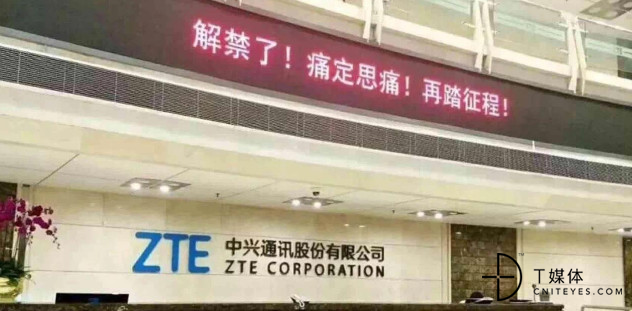 解禁了！痛定思痛！再踏征程！
ZTE
中兴通讯股份有限公司
ZTE CORPORATION
T媒体
CNITEYES.COM
TM